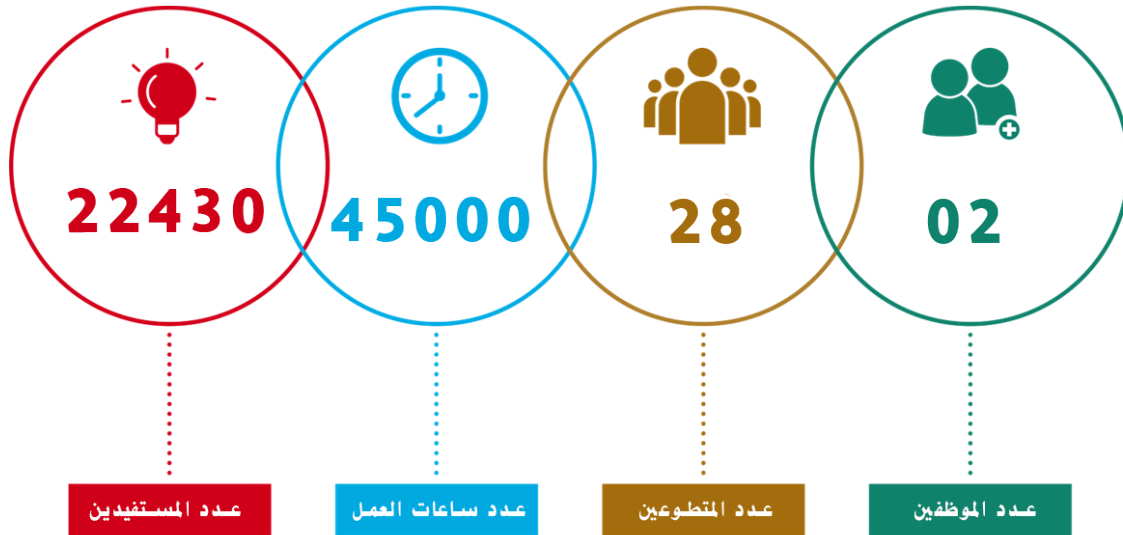 02
28
45000
22430
عدد الموظفين
عدد المتطوعين
عدد ساعات العمل
عدد المستفيدين